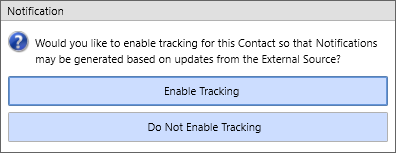 Notification
Would you like to enable tracking for this Contact so that Notifications
may be generated based on updates from the External Source?
Enable Tracking
Do Not Enable Tracking